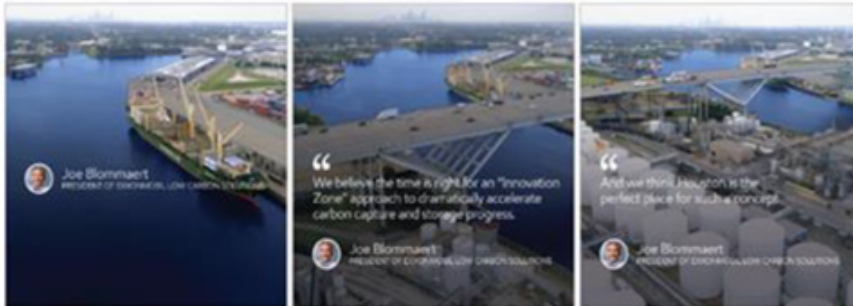 Joe Blommaert
PRESIDENT OF EXXONMOBIL LOW CARBON SOLUTIONS
“
We believe the time is right for an "Innovation
Zone" approach to dramatically accelerate
carbon capture and storage progress.
Joe Blommaert
PRESIDENT OF EXXONMOBIL LOW CARBON SOLUTIONS
“
And we think Houston is the
perfect place for such a concept.
Joe Blommaert
PRESIDENT OF EXXONMOBIL LOW CARBON SOLUTIONS